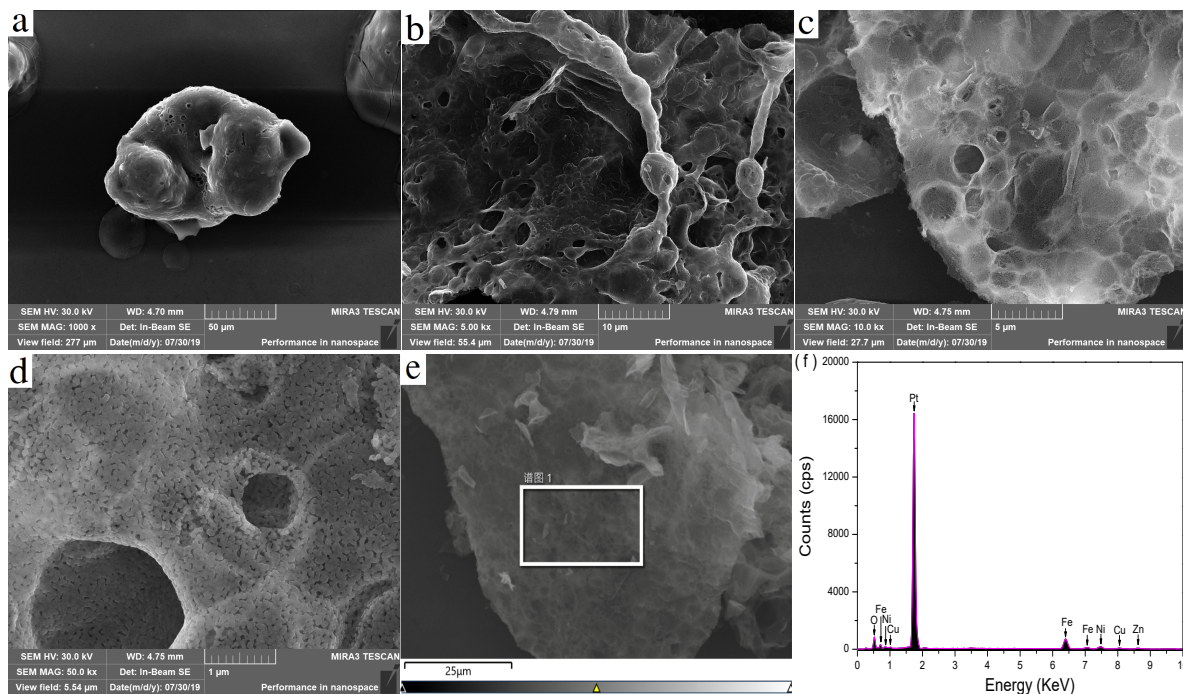 a
SEM HV: 30.0 kV WD: 4.70 mm MIRA3 TESCAN
SEM MAG: 1000 x Det: In-Beam SE 50 µm
View field: 277 µm Date(m/d/y): 07/30/19 Performance in nanospace
b
SEM HV: 30.0 kV WD: 4.79 mm MIRA3 TESCAN
SEM MAG: 5.00 kx Det: In-Beam SE 10 µm
View field: 55.4 µm Date(m/d/y): 07/30/19 Performance in nanospace
c
SEM HV: 30.0 kV WD: 4.75 mm MIRA3 TESCAN
SEM MAG: 10.0 kx Det: In-Beam SE 5 µm
View field: 27.7 µm Date(m/d/y): 07/30/19 Performance in nanospace
d
SEM HV: 30.0 kV WD: 4.75 mm MIRA3 TESCAN
SEM MAG: 50.0 kx Det: In-Beam SE 1 µm
View field: 5.54 µm Date(m/d/y): 07/30/19 Performance in nanospace
e
谱图 1
25µm
(f)
20000
16000
12000
8000
4000
0
Counts (cps)
Pt
O Fe Ni Cu
Fe Fe Ni Cu Zn
0 1 2 3 4 5 6 7 8 9 10
Energy (KeV)